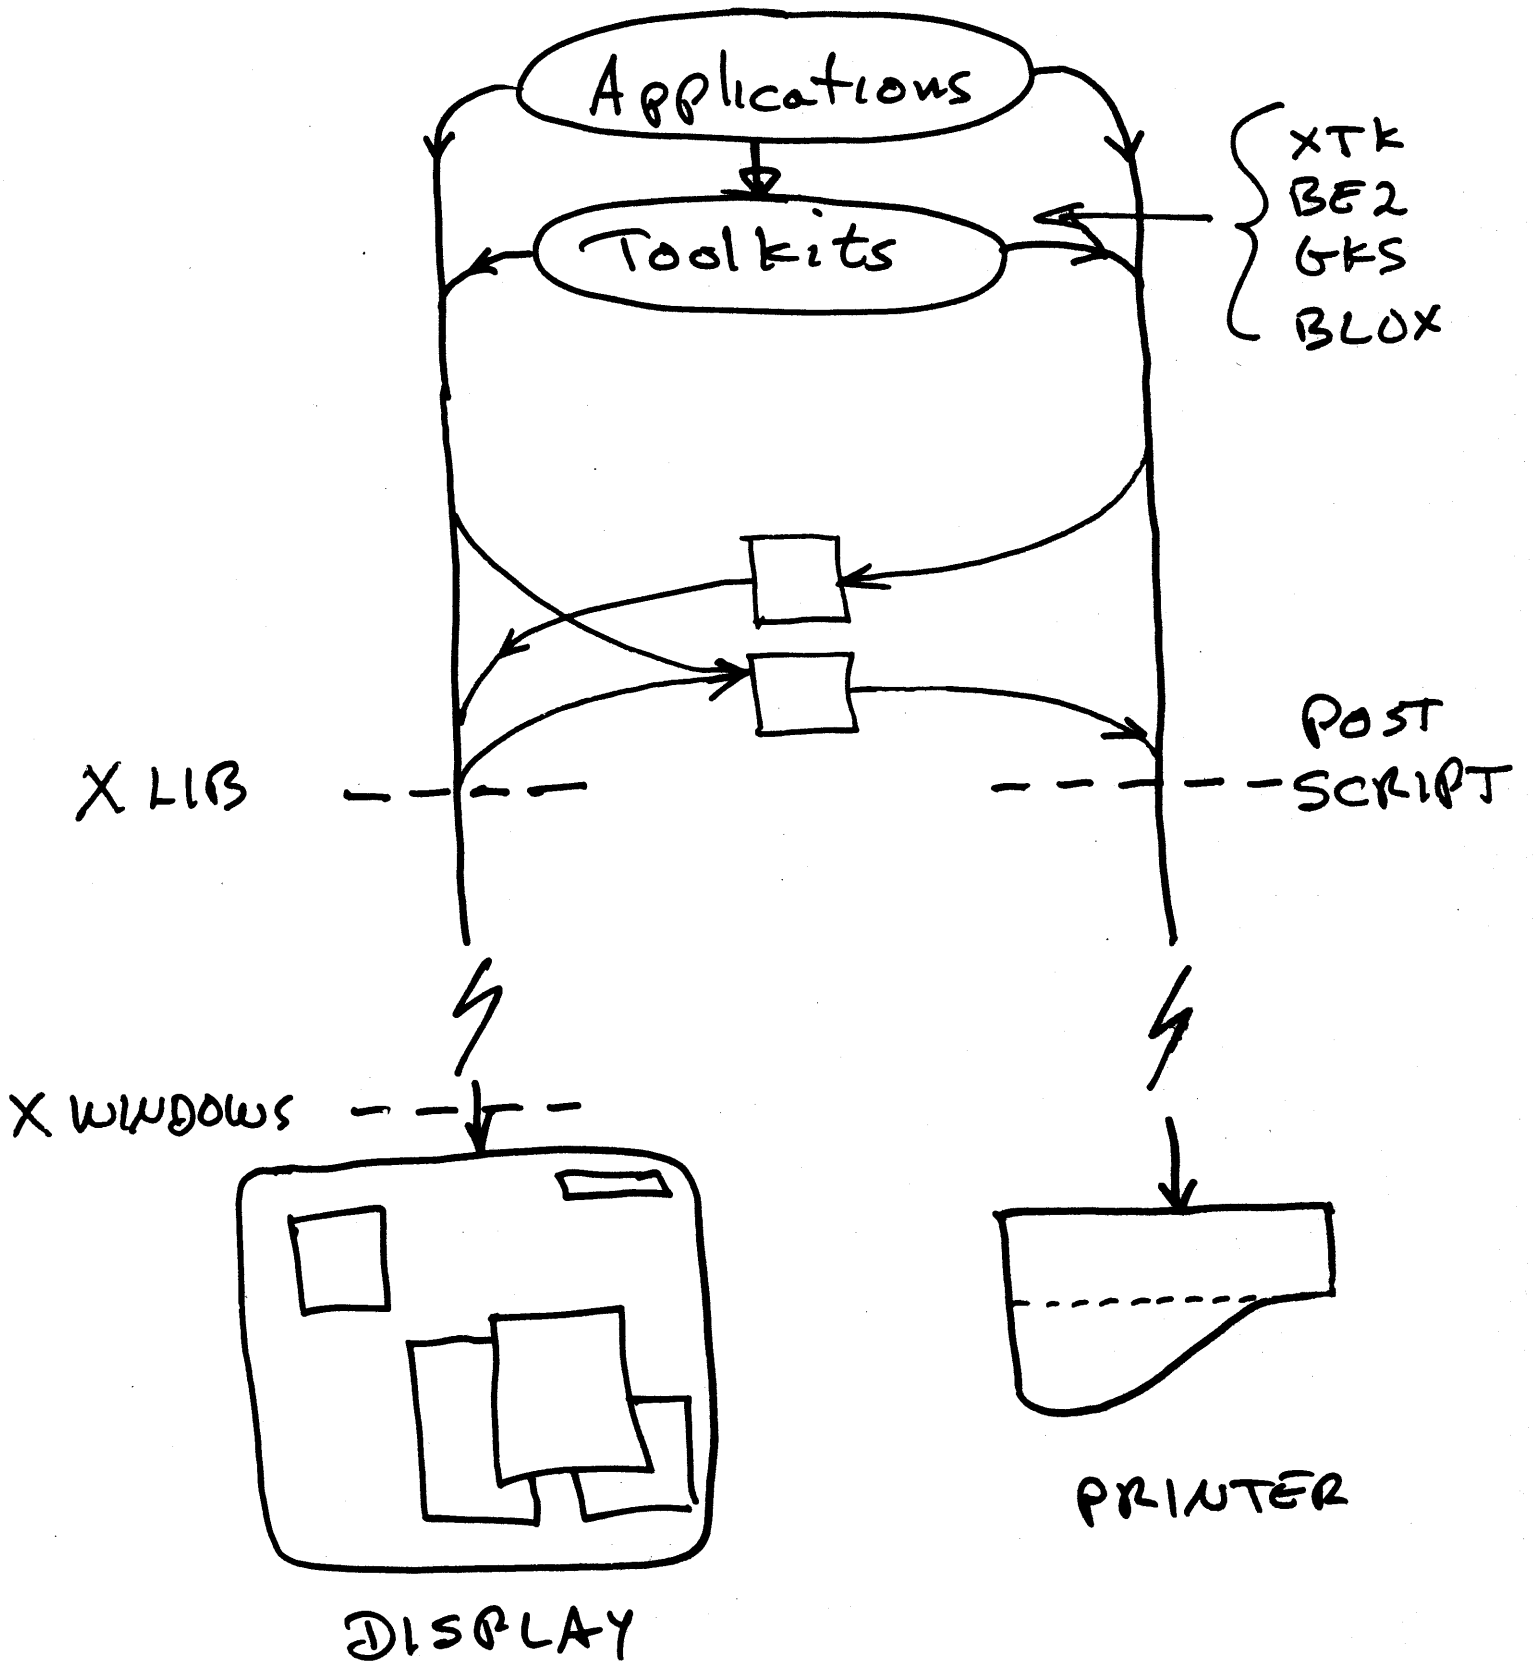 Applications
Toolkits
XTK
BE2
GKS
BLOX
X LIB
POST
SCRIPT
X WINDOWS
PRINTER
DISPLAY